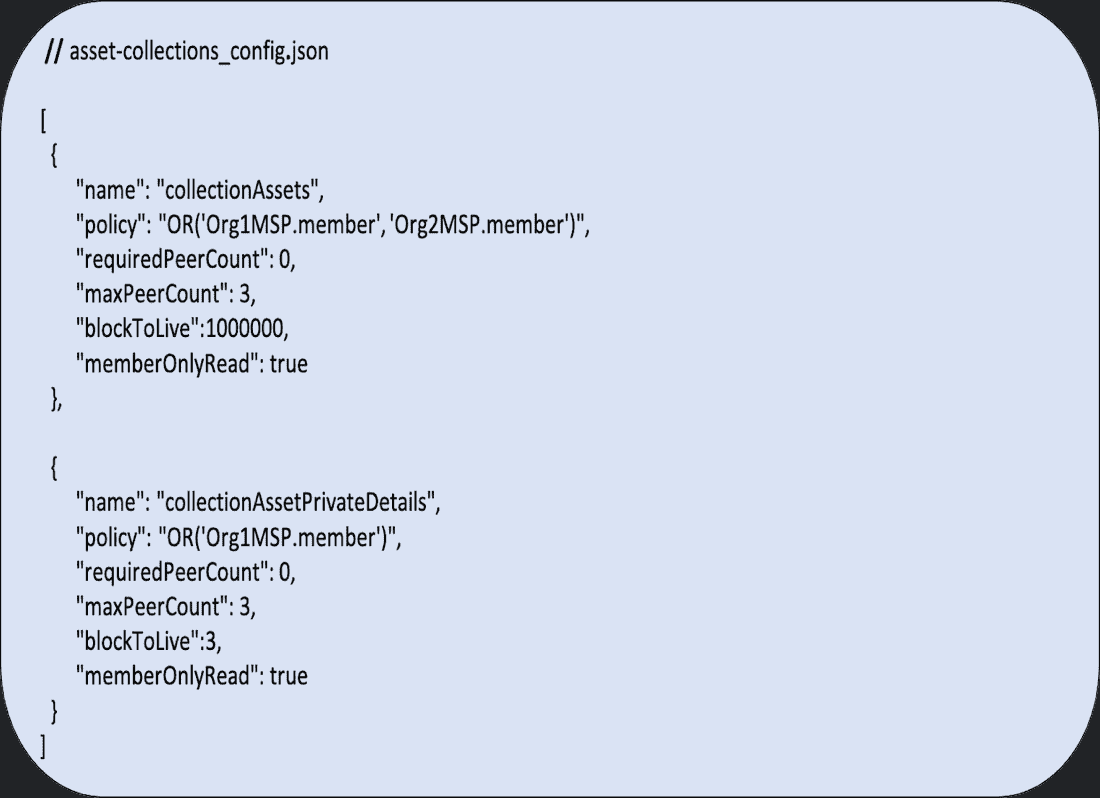 // asset-collections_config.json
[
{
"name": "collectionAssets",
"policy": "OR('Org1MSP.member', 'Org2MSP.member')",
"requiredPeerCount": 0,
"maxPeerCount": 3,
"blockToLive":1000000,
"memberOnlyRead": true
},
{
"name": "collectionAssetPrivateDetails",
"policy": "OR('Org1MSP.member')",
"requiredPeerCount": 0,
"maxPeerCount": 3,
"blockToLive":3,
"memberOnlyRead": true
}
]